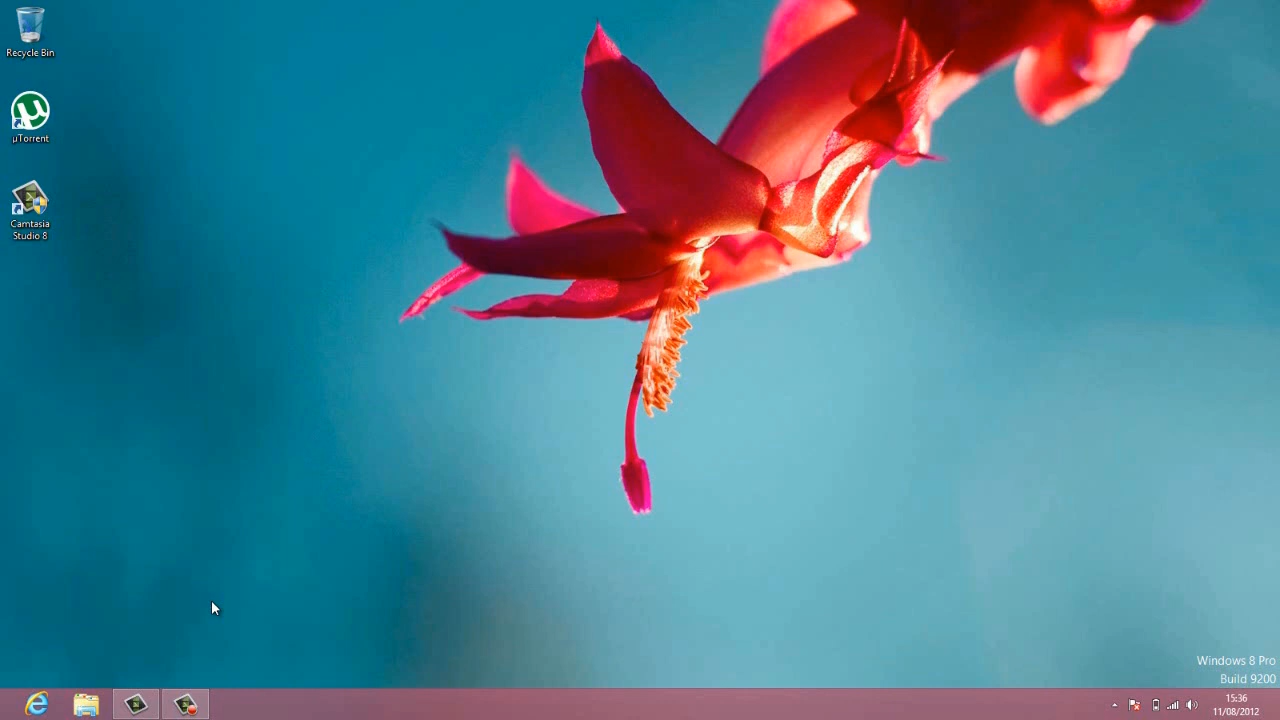 Recycle Bin
µTorrent
Camtasia
Studio 8
Windows 8 Pro
Build 9200
15:36
11/08/2012